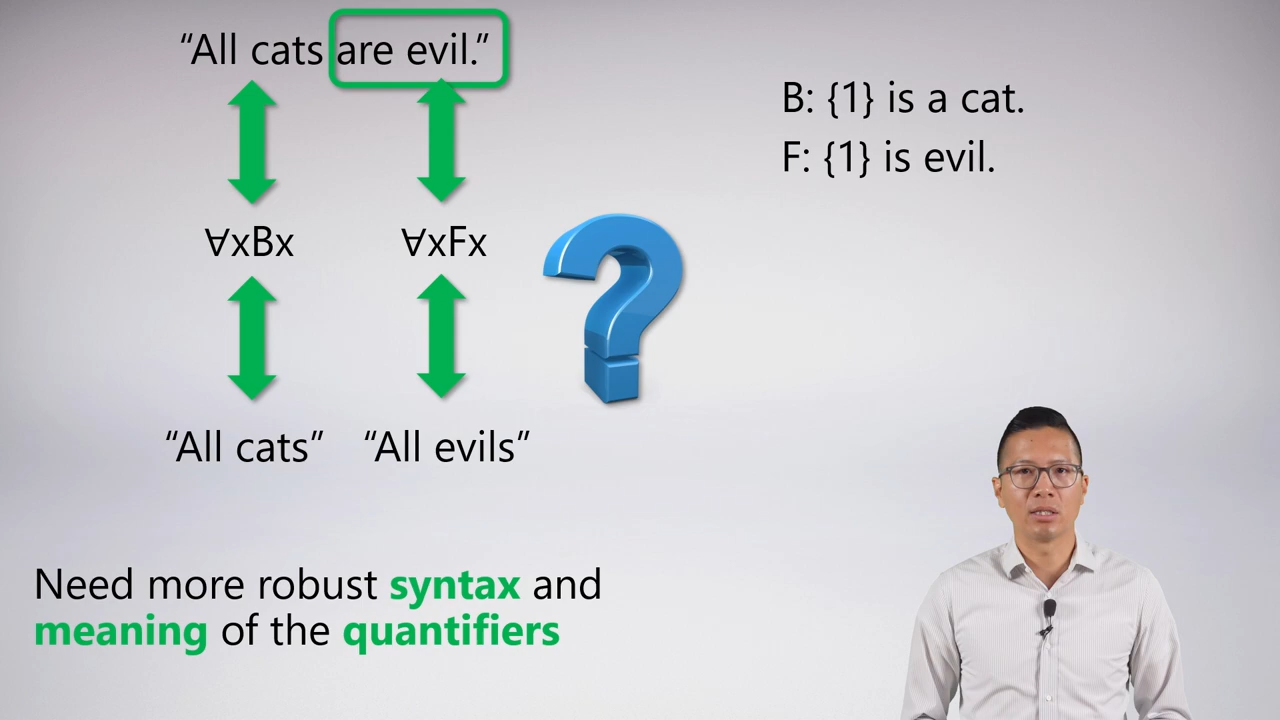 “All cats are evil.”
B: {1} is a cat.
F: {1} is evil.
∀xBx ∀xFx
“All cats” “All evils”
Need more robust syntax and
meaning of the quantifiers